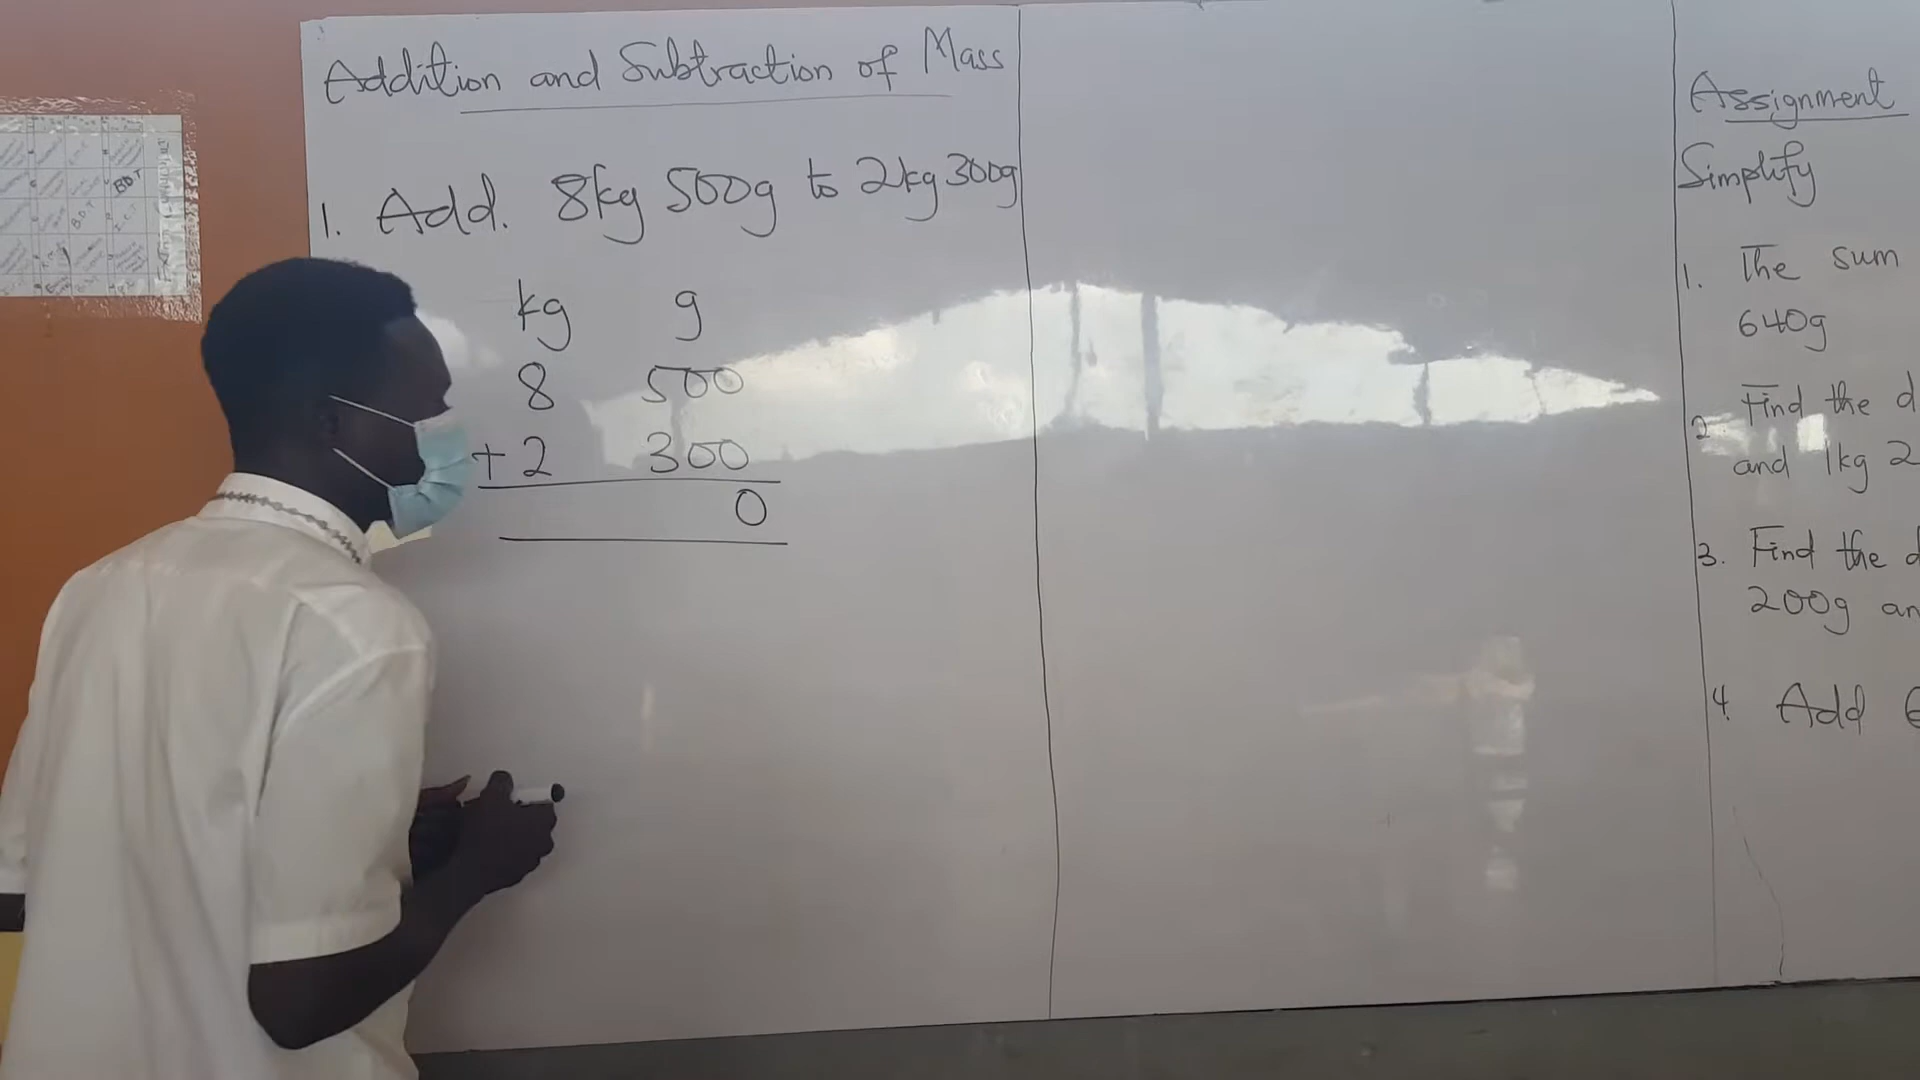 Addition and Subtraction of Mass
1. Add. 8kg 500g to 2kg 300g
kg g
8 500
+ 2 300
0
Assignment
Simplify
1. The sum
640g
2. Find the d
and 1kg 2
3. Find the d
200g an
4. Add
B.D.T
B.D.T
I.C.T